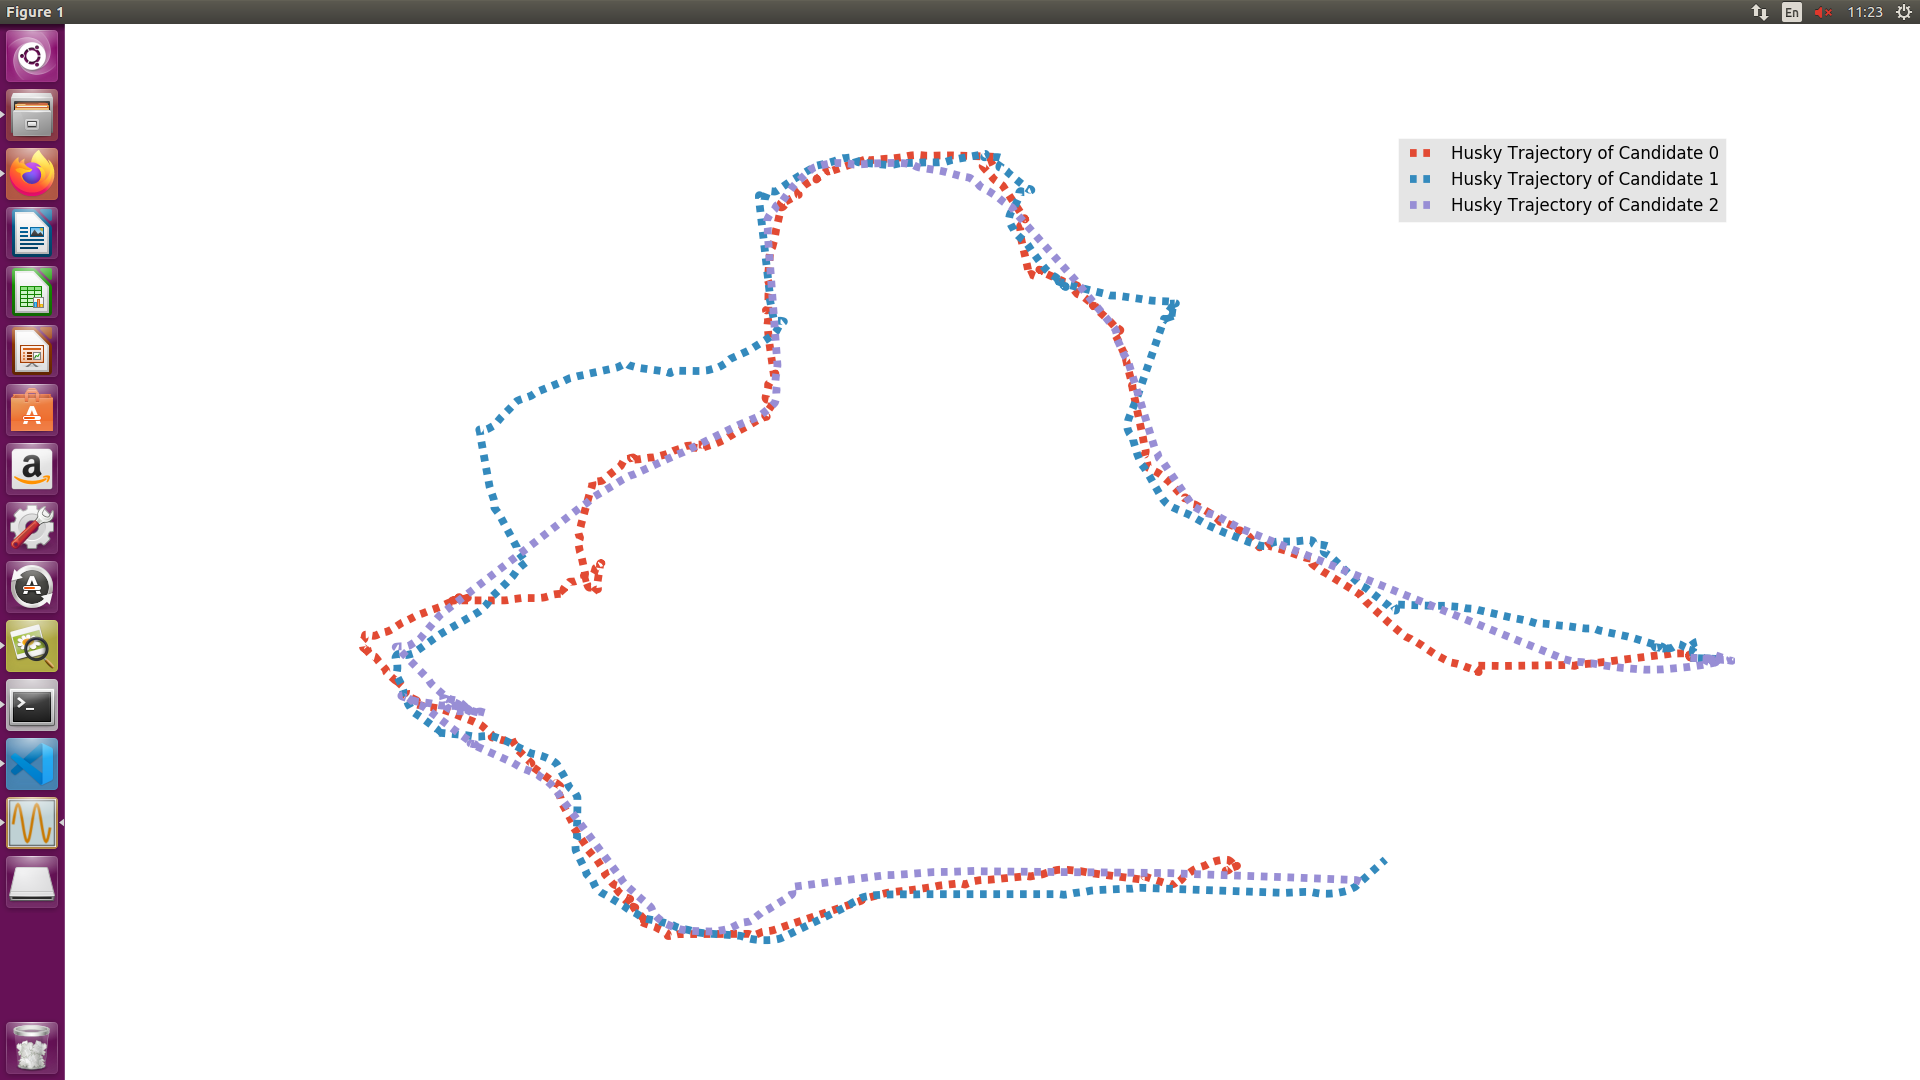 Figure 1
En
11:23
Husky Trajectory of Candidate 0
Husky Trajectory of Candidate 1
Husky Trajectory of Candidate 2